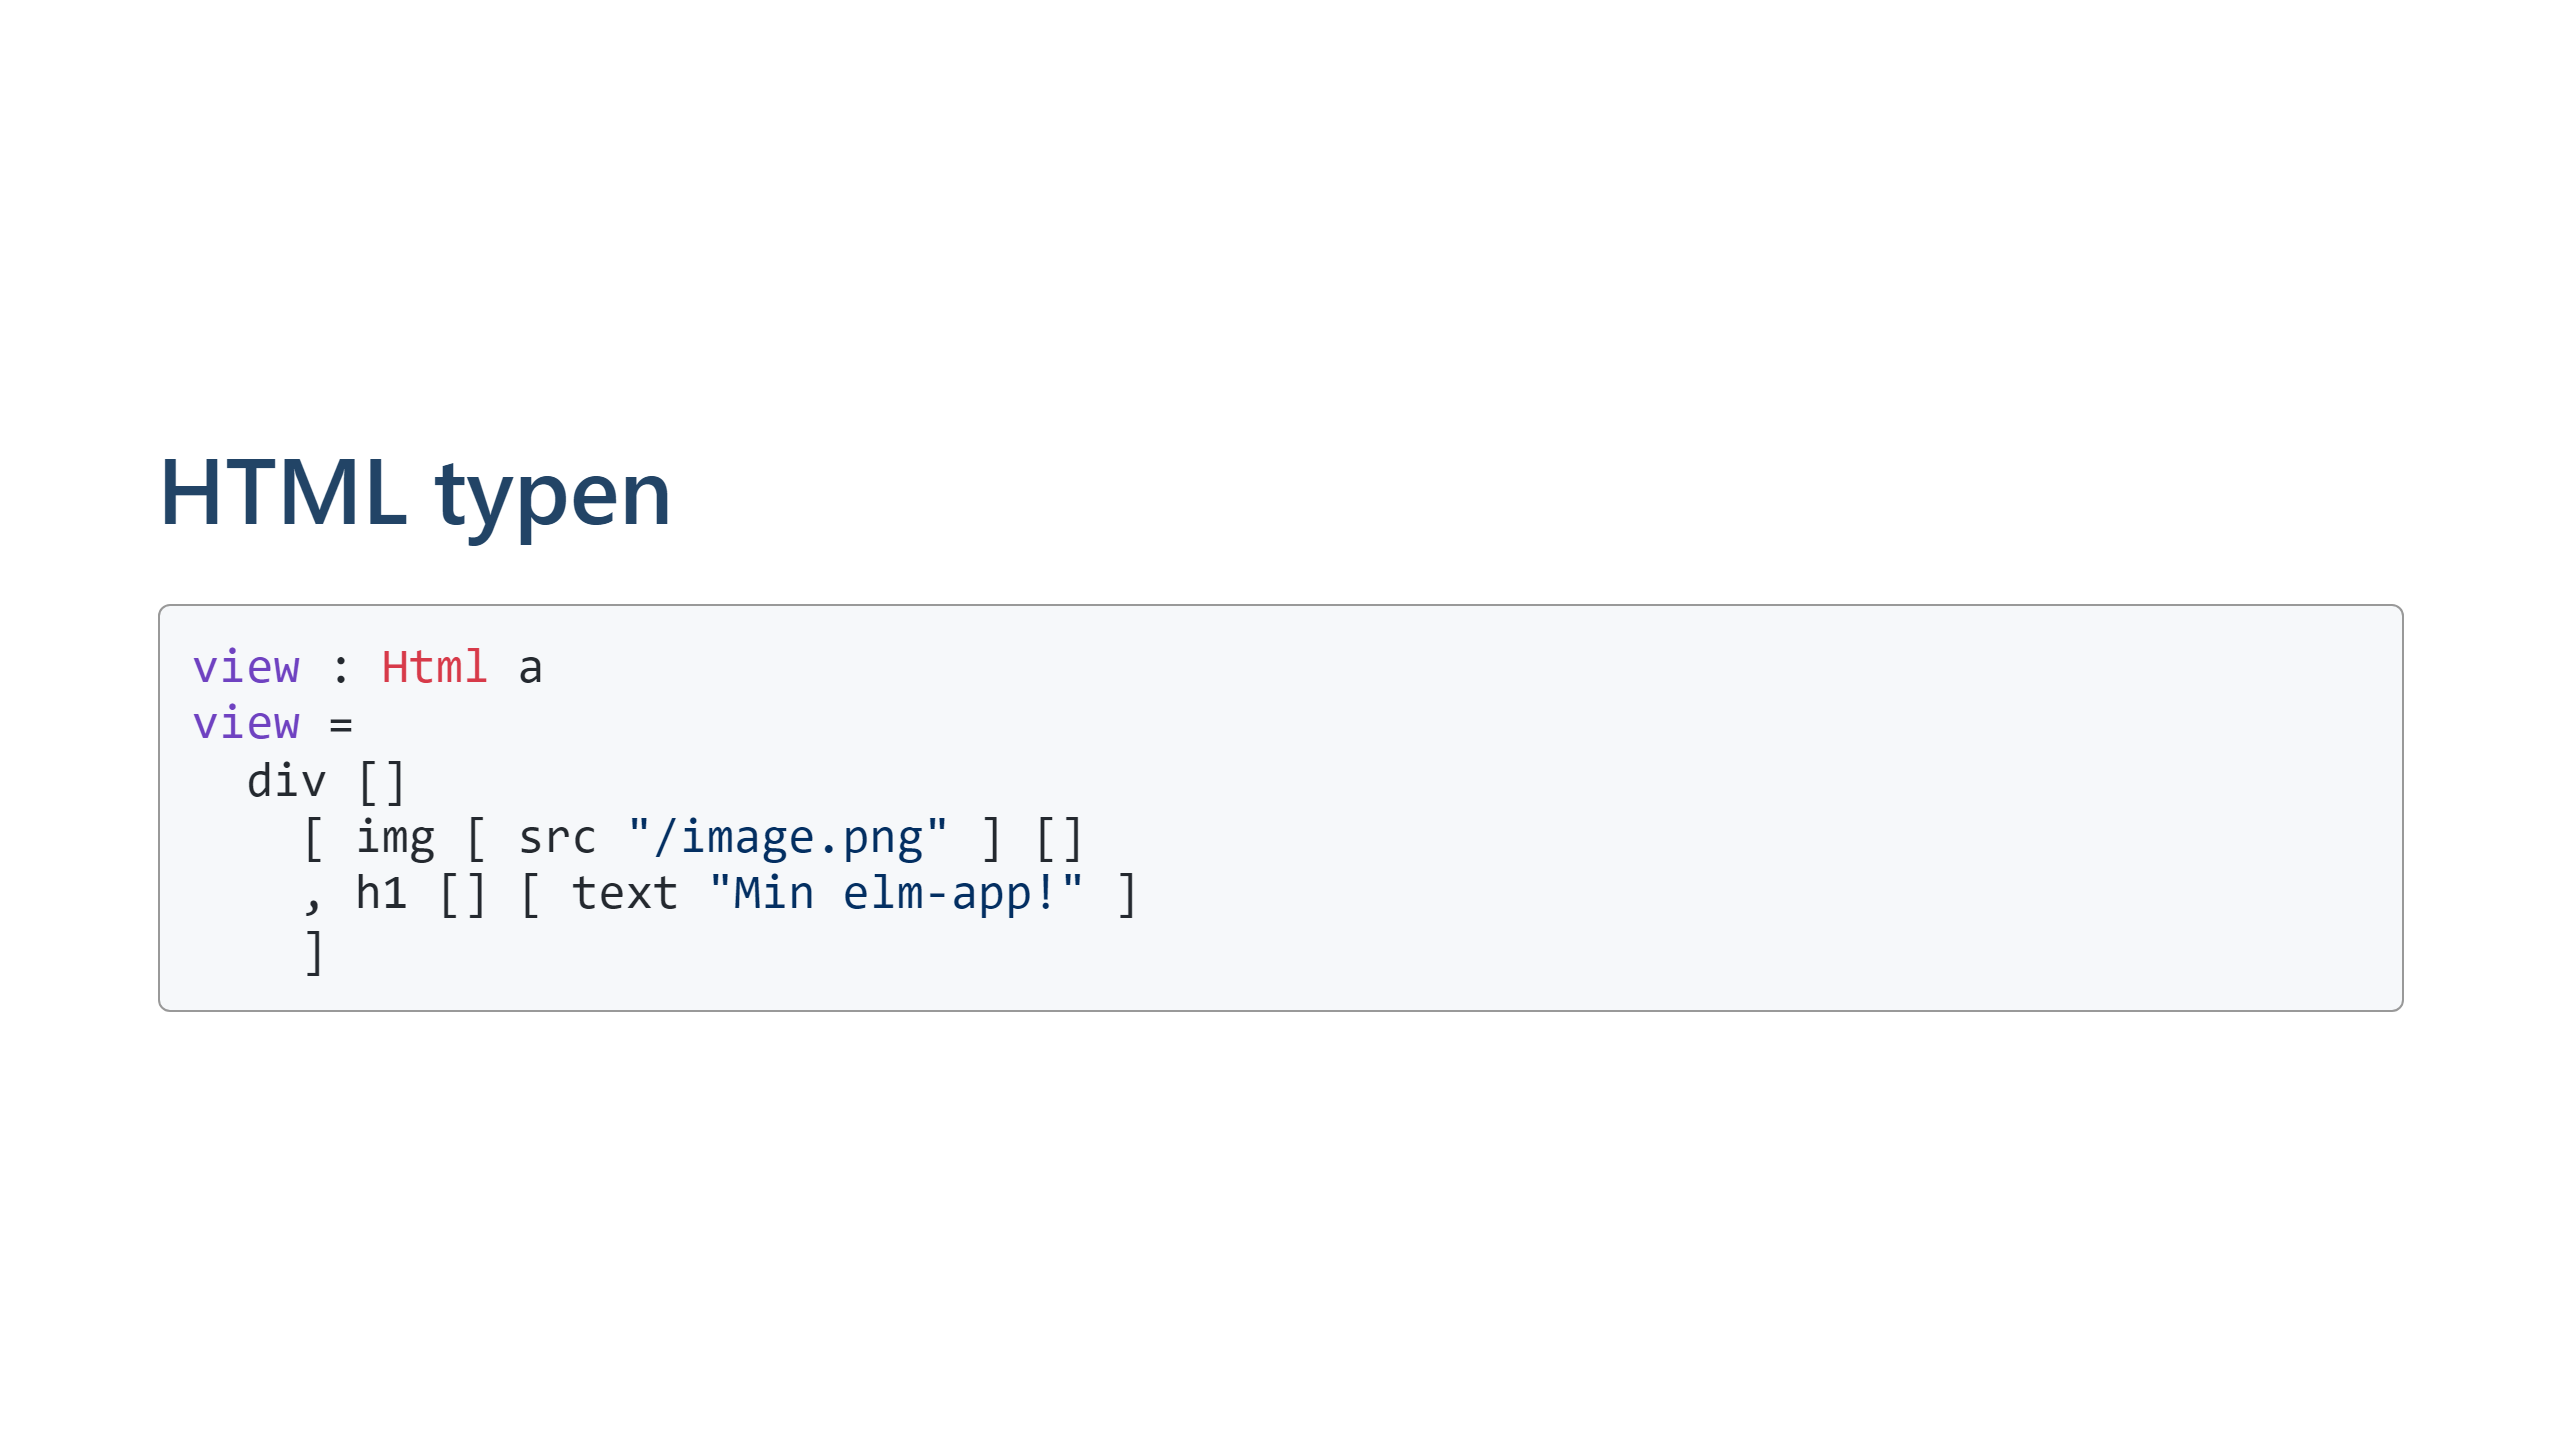 HTML typen
view : Html a
view =
  div []
    [ img [ src "/image.png" ] []
    , h1 [] [ text "Min elm-app!" ]
    ]